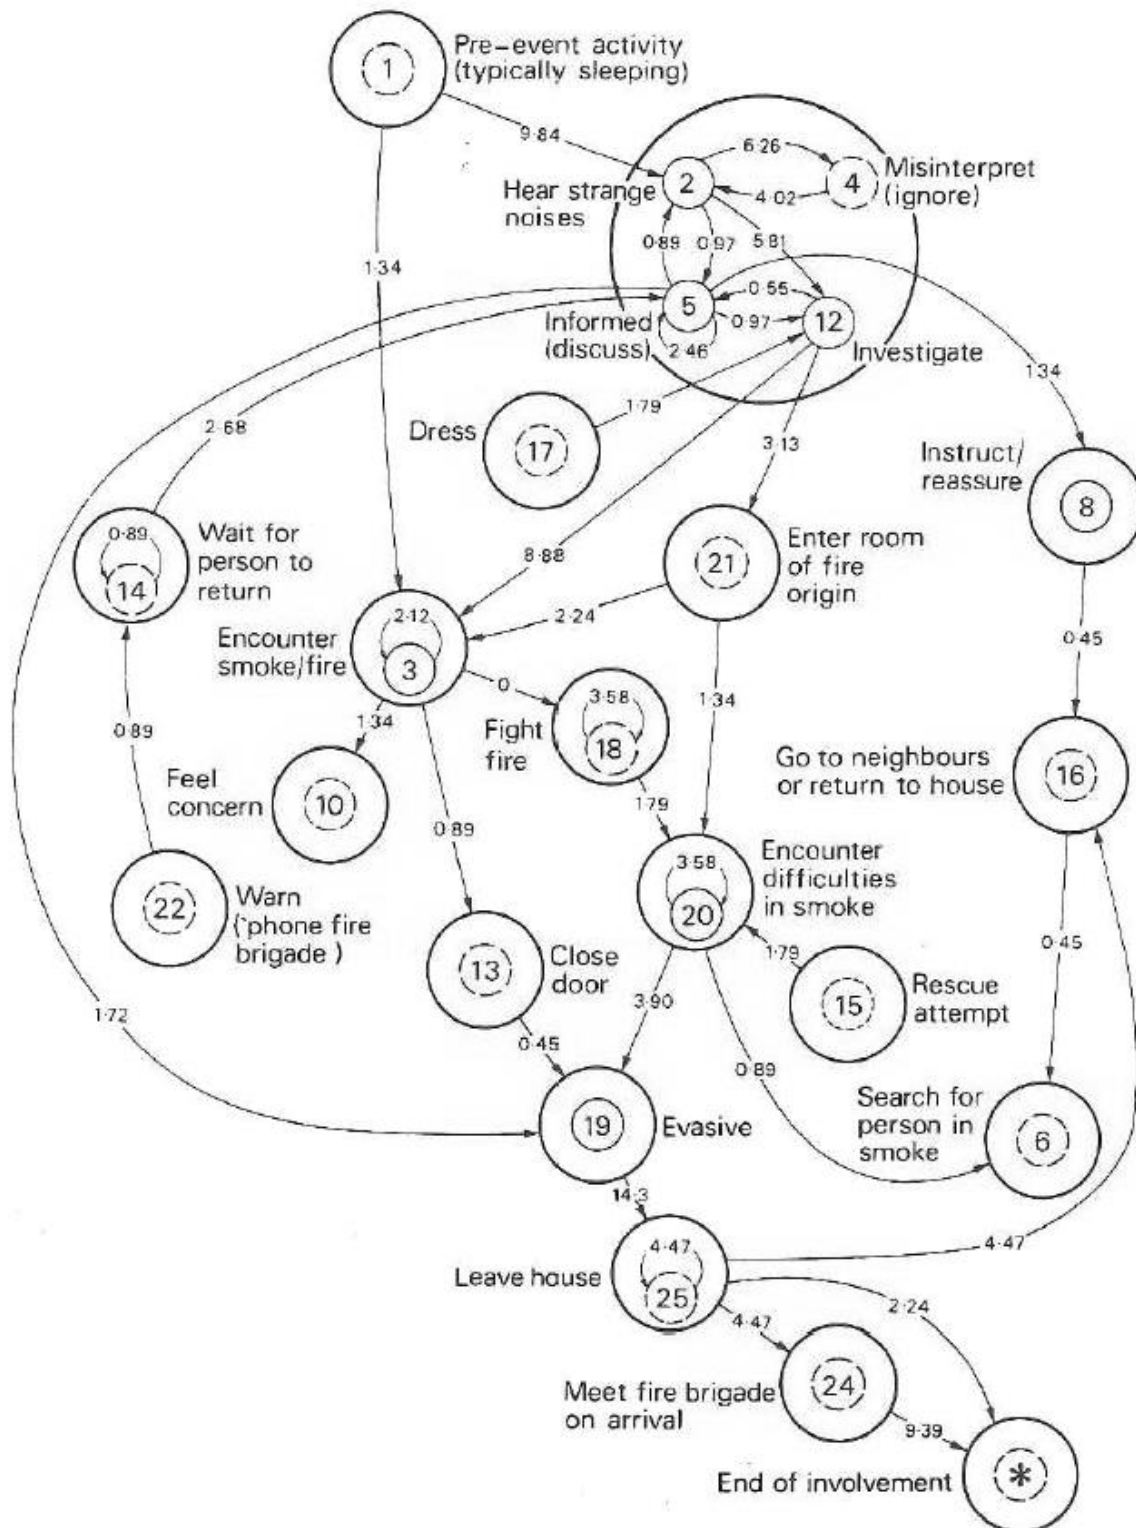 1
Pre-event activity
(typically sleeping)
9·84
6·26
2
4
Misinterpret
(ignore)
Hear strange
noises
4·02
0·89
0·97
5·81
1·34
0·55
5
0·97
12
Informed
(discuss)
2·46
Investigate
1·34
1·79
Dress
17
2·68
3·13
Instruct/
reassure
8
0·89
14
Wait for
person to
return
8·88
21
Enter room
of fire
origin
2·24
0·45
Encounter
smoke/fire
2·12
3
0
1·34
3·58
18
Fight
fire
1·34
0·89
Go to neighbours
or return to house
16
Feel
concern
10
0·89
1·79
3·58
20
Encounter
difficulties
in smoke
22
Warn
('phone fire
brigade)
0·45
13
Close
door
1·79
15
Rescue
attempt
1·72
3·90
0·45
0·89
19
Evasive
Search for
person in
smoke
6
14·3
4·47
Leave house
4·47
25
2·24
4·47
24
Meet fire brigade
on arrival
9·39
End of involvement
*